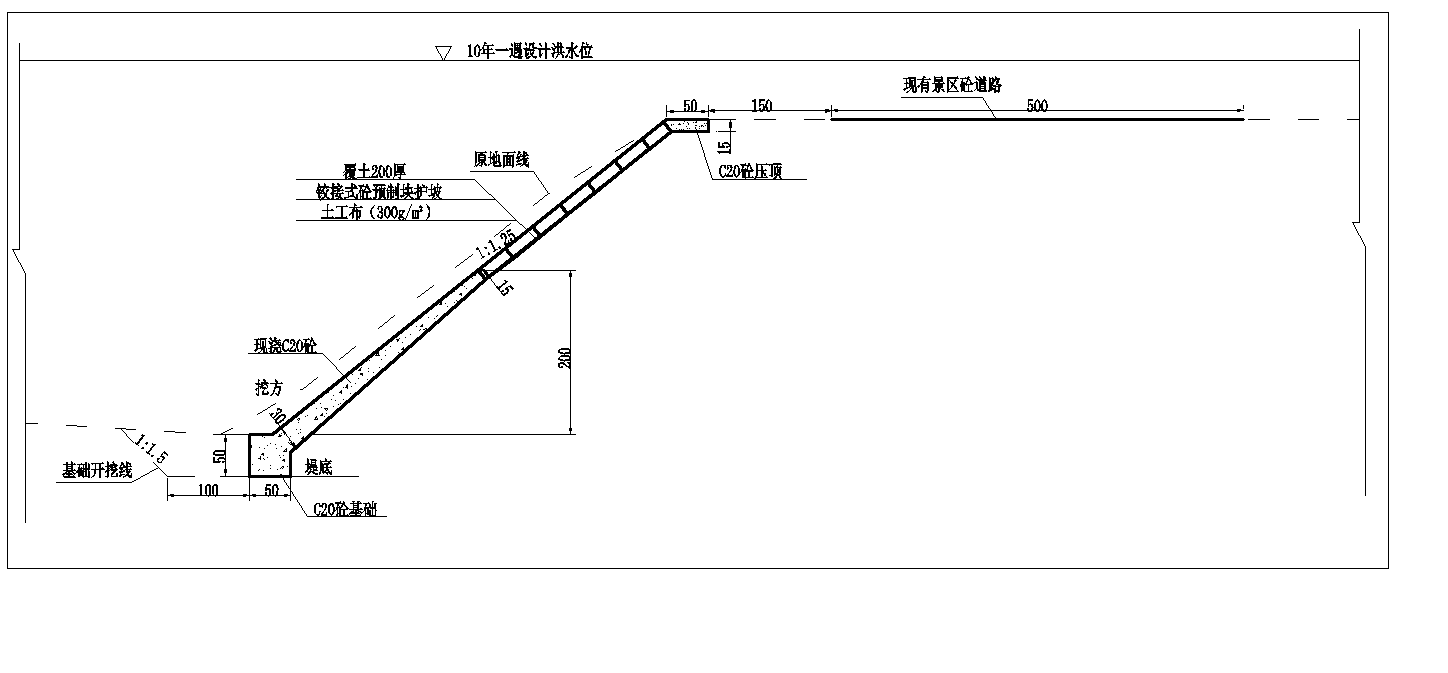 10年一遇设计洪水位
现有景区砼道路
50
150
500
15
C20砼压顶
原地面线
覆土200厚
铰接式砼预制块护坡
土工布（300g/m²）
1:1.25
15
200
现浇C20砼
挖方
30
50
1:1.5
基础开挖线
堤底
100
50
C20砼基础